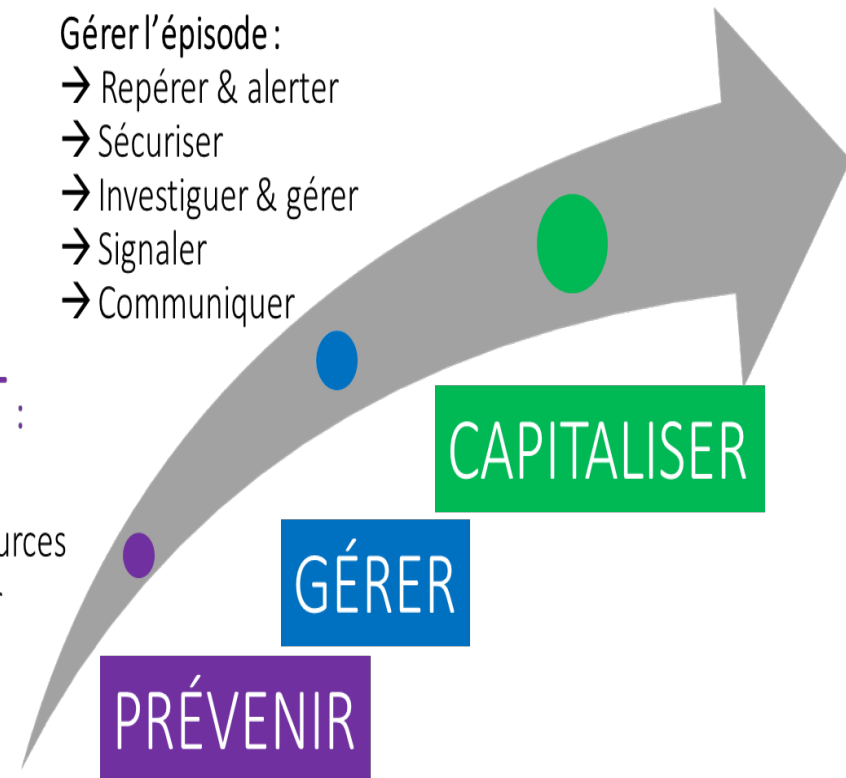 Gérer l’épisode :
→ Repérer & alerter
→ Sécuriser
→ Investiguer & gérer
→ Signaler
→ Communiquer
:
CAPITALISER
GÉRER
PRÉVENIR